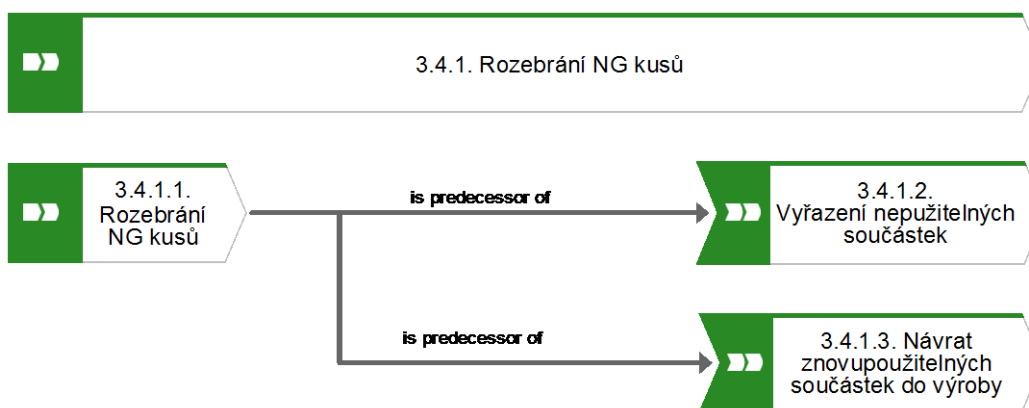 3.4.1. Rozebrání NG kusů
3.4.1.1.
Rozebrání
NG kusů
is predecessor of
3.4.1.2.
Vyřazení nepužitelných
součástek
is predecessor of
3.4.1.3. Návrat
znovupoužitelných
součástek do výroby